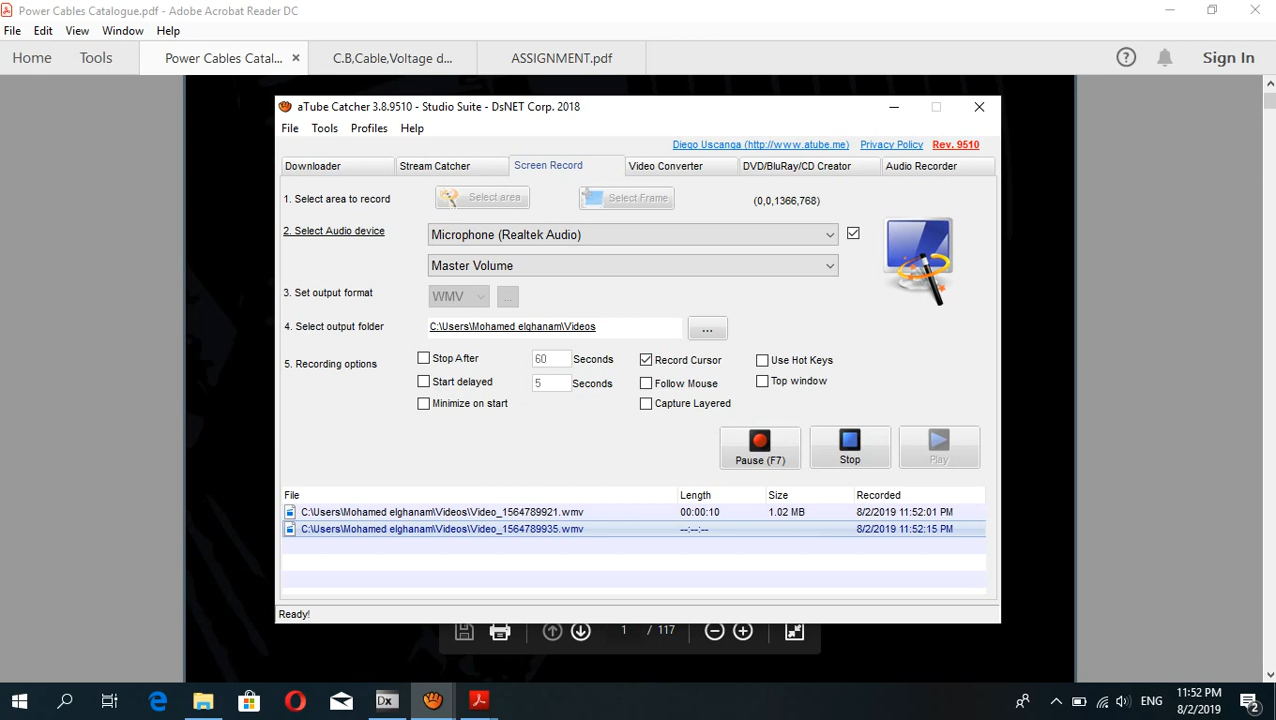 Power Cables Catalogue.pdf - Adobe Acrobat Reader DC
File Edit View Window Help
Home Tools Power Cables Catal... × C.B,Cable,Voltage d... ASSIGNMENT.pdf Sign In
aTube Catcher 3.8.9510 - Studio Suite - DsNET Corp. 2018
File Tools Profiles Help
Diego Uscanga (http://www.atube.me) Privacy Policy Rev. 9510
Downloader Stream Catcher Screen Record Video Converter DVD/BluRay/CD Creator Audio Recorder
1. Select area to record Select area Select Frame (0,0,1366,768)
2. Select Audio device Microphone (Realtek Audio)
Master Volume
3. Set output format WMV ...
4. Select output folder C:\Users\Mohamed elghanam\Videos ...
5. Recording options Stop After 60 Seconds Record Cursor Use Hot Keys
Start delayed 5 Seconds Follow Mouse Top window
Minimize on start Capture Layered
Pause (F7) Stop Play
File Length Size Recorded
C:\Users\Mohamed elghanam\Videos\Video_1564789921.wmv 00:00:10 1.02 MB 8/2/2019 11:52:01 PM
C:\Users\Mohamed elghanam\Videos\Video_1564789935.wmv --:--:-- 8/2/2019 11:52:15 PM
Ready!
1 / 117
Dx ENG 11:52 PM
8/2/2019 2